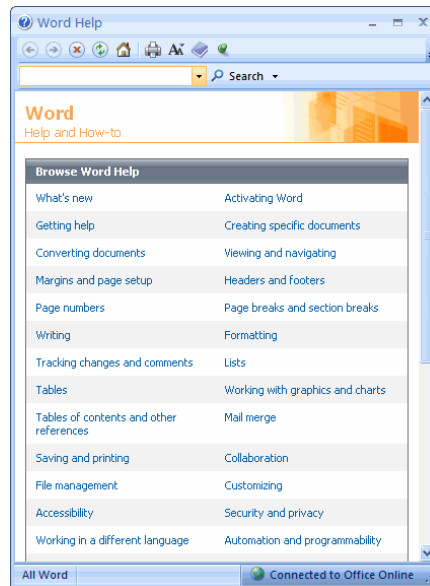 Word Help
Search
Word
Help and How-to
Browse Word Help
What's new Activating Word
Getting help Creating specific documents
Converting documents Viewing and navigating
Margins and page setup Headers and footers
Page numbers Page breaks and section breaks
Writing Formatting
Tracking changes and comments Lists
Tables Working with graphics and charts
Tables of contents and other Mail merge
references
Saving and printing Collaboration
File management Customizing
Accessibility Security and privacy
Working in a different language Automation and programmability
All Word Connected to Office Online